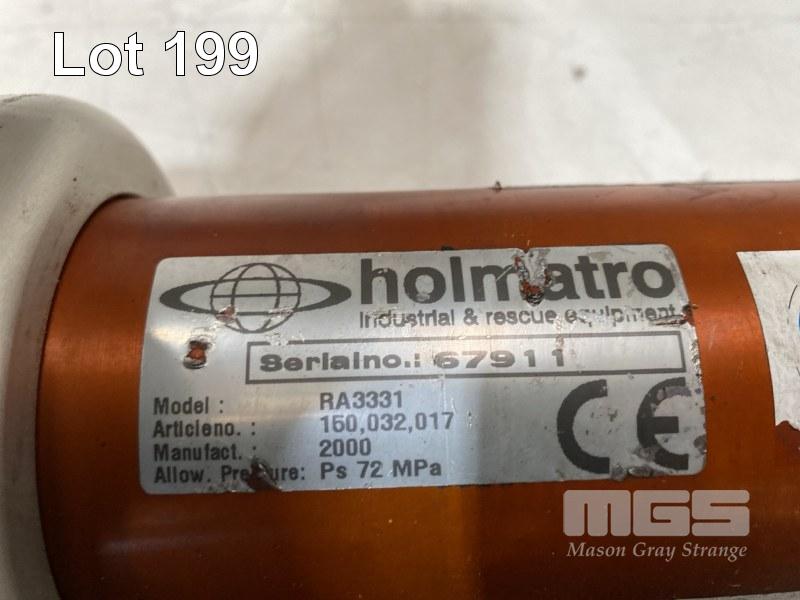 Lot 199
holmatro
industrial & rescue equipment
Serialno.: 67911
Model : RA3331
Articleno. : 150,032,017
Manufact. : 2000
Allow. Pressure: Ps 72 MPa
CE
MGS
Mason Gray Strange